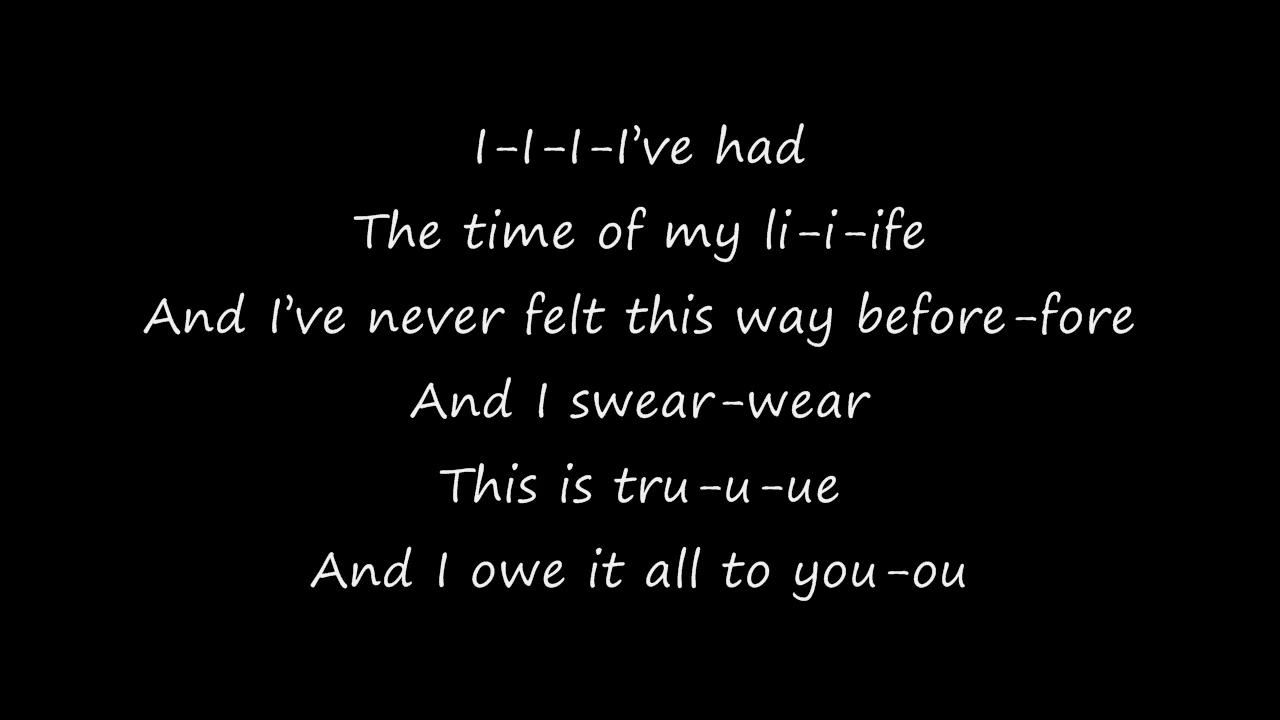 I-I-I-I’ve had
The time of my li-i-ife
And I’ve never felt this way before-fore
And I swear-wear
This is tru-u-ue
And I owe it all to you-ou